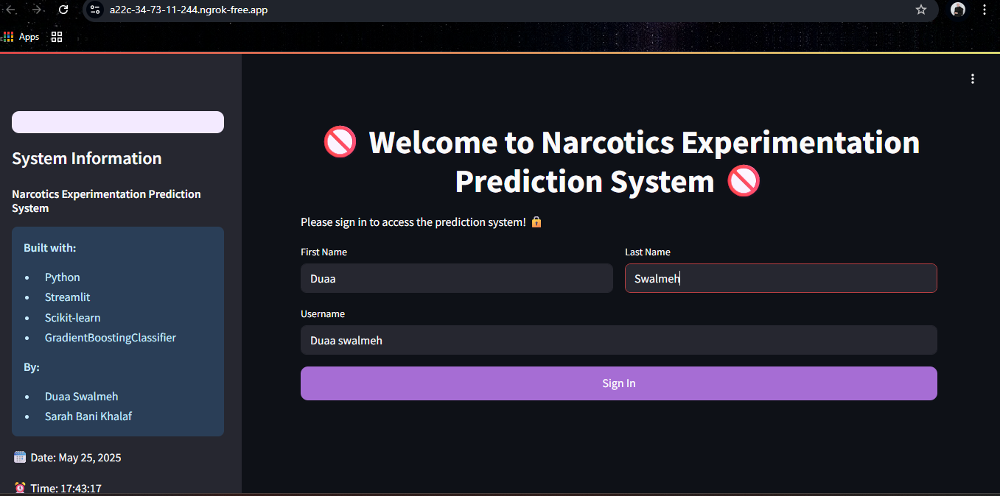 a22c-34-73-11-244.ngrok-free.app
Apps
System Information
Narcotics Experimentation Prediction
System
Built with:
• Python
• Streamlit
• Scikit-learn
• GradientBoostingClassifier
By:
• Duaa Swalmeh
• Sarah Bani Khalaf
Date: May 25, 2025
Time: 17:43:17
Welcome to Narcotics Experimentation
Prediction System
Please sign in to access the prediction system!
First Name
Duaa
Last Name
Swalmeh
Username
Duaa swalmeh
Sign In